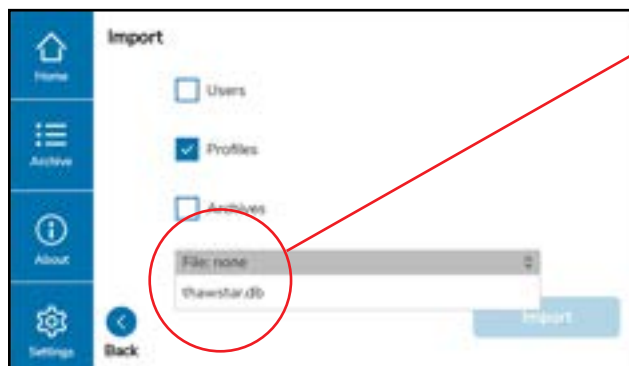 Import
Home
Users
Archive
Profiles
Archives
About
File: none
thawstar.db
Settings
Back
Import